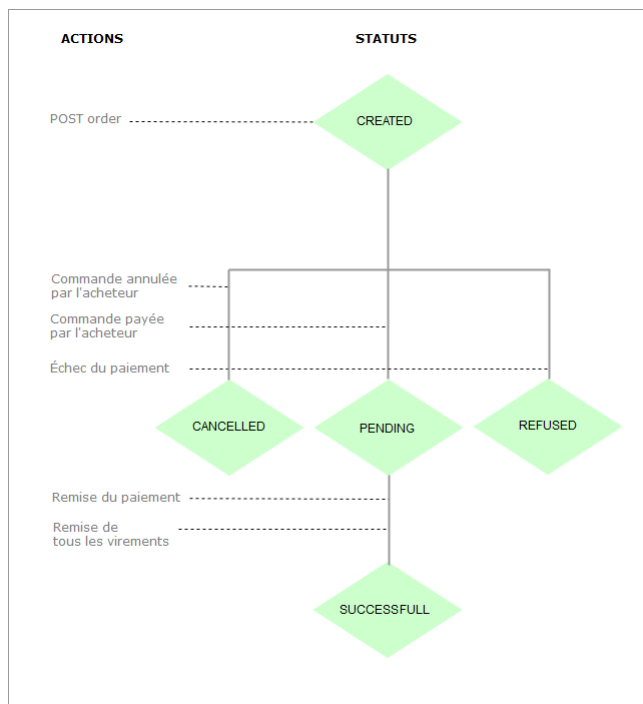 ACTIONS
STATUTS
POST order
CREATED
Commande annulée
par l'acheteur
Commande payée
par l'acheteur
Échec du paiement
CANCELLED
PENDING
REFUSED
Remise du paiement
Remise de
tous les virements
SUCCESSFULL